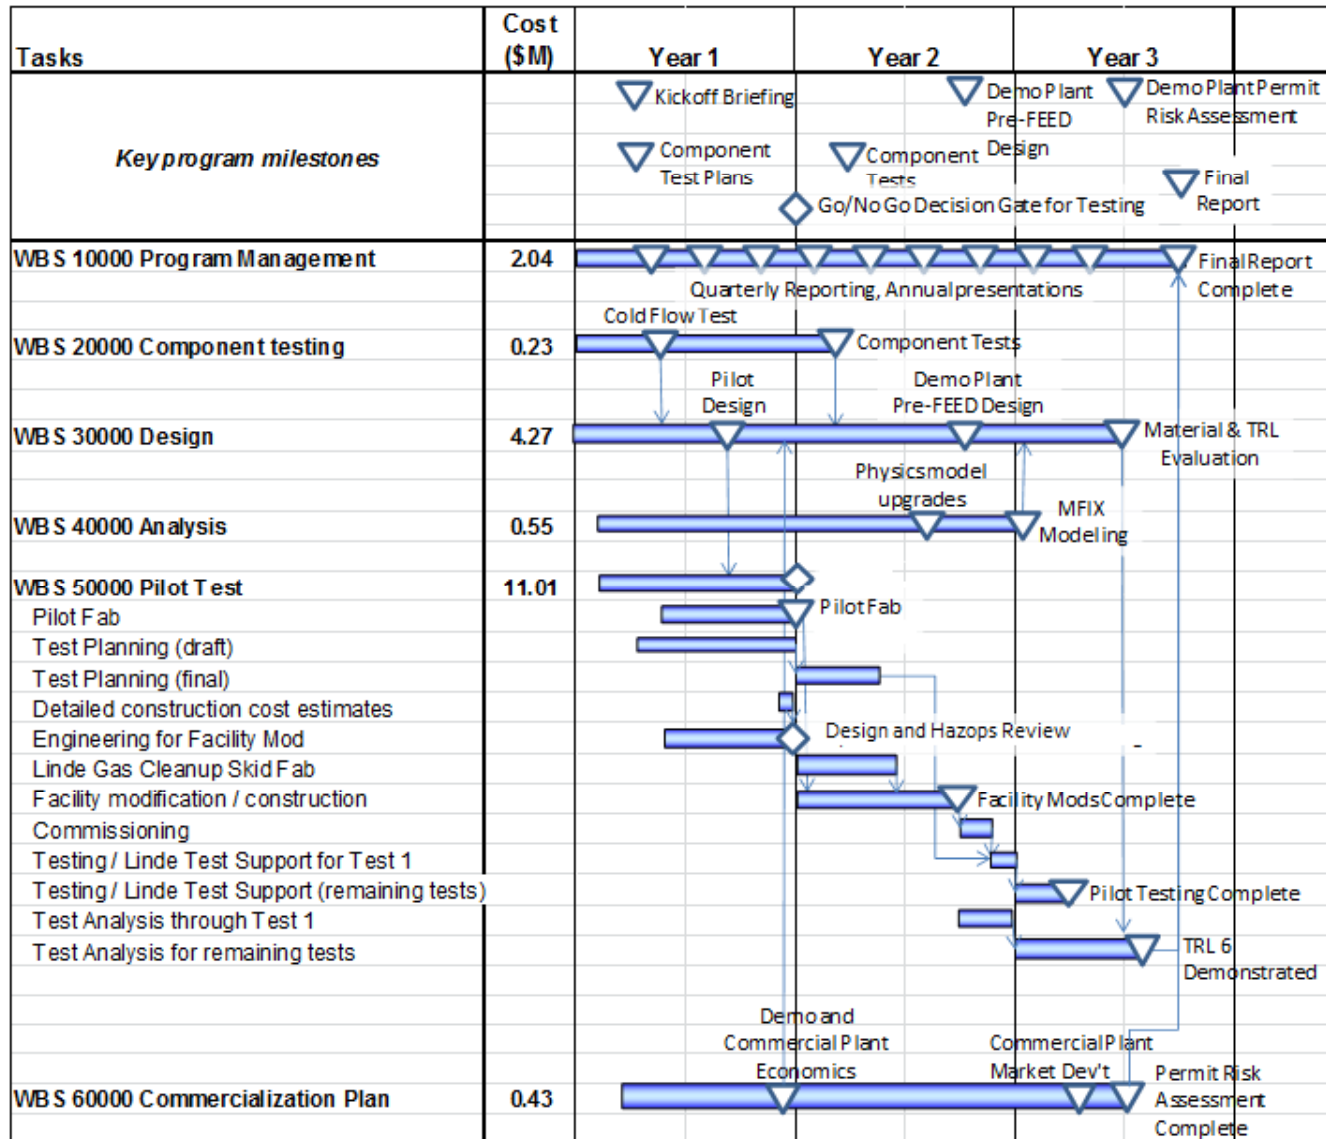 Cost
Tasks ($M) Year 1 Year 2 Year 3
Key program milestones
Kickoff Briefing
Demo Plant
Pre-FEED
Design
Demo Plant Permit
Risk Assessment
Component
Test Plans
Component
Tests
Final
Report
Go/No Go Decision Gate for Testing
WBS 10000 Program Management 2.04
Final Report
Complete
Quarterly Reporting, Annual presentations
Cold Flow Test
WBS 20000 Component testing 0.23 Component Tests
Pilot
Design
Demo Plant
Pre-FEED Design
WBS 30000 Design 4.27
Material & TRL
Evaluation
Physics model
upgrades
WBS 40000 Analysis 0.55
MFIX
Modeling
WBS 50000 Pilot Test 11.01
Pilot Fab Pilot Fab
Test Planning (draft)
Test Planning (final)
Detailed construction cost estimates
Engineering for Facility Mod Design and Hazops Review
Linde Gas Cleanup Skid Fab
Facility modification / construction Facility Mods Complete
Commissioning
Testing / Linde Test Support for Test 1
Testing / Linde Test Support (remaining tests) Pilot Testing Complete
Test Analysis through Test 1
Test Analysis for remaining tests
TRL 6
Demonstrated
Demo and
Commercial Plant
Economics
Commercial Plant
Market Dev't
WBS 60000 Commercialization Plan 0.43
Permit Risk
Assessment
Complete